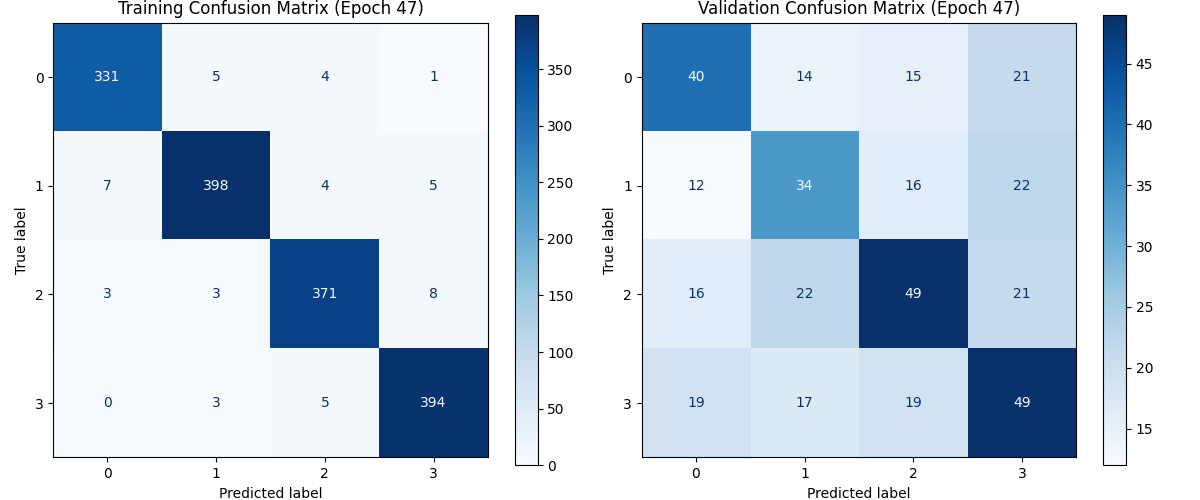 Training Confusion Matrix (Epoch 47)
True label
0 331 5 4 1
1 7 398 4 5
2 3 3 371 8
3 0 3 5 394
0 1 2 3
Predicted label
350
300
250
200
150
100
50
0
Validation Confusion Matrix (Epoch 47)
True label
0 40 14 15 21
1 12 34 16 22
2 16 22 49 21
3 19 17 19 49
0 1 2 3
Predicted label
45
40
35
30
25
20
15